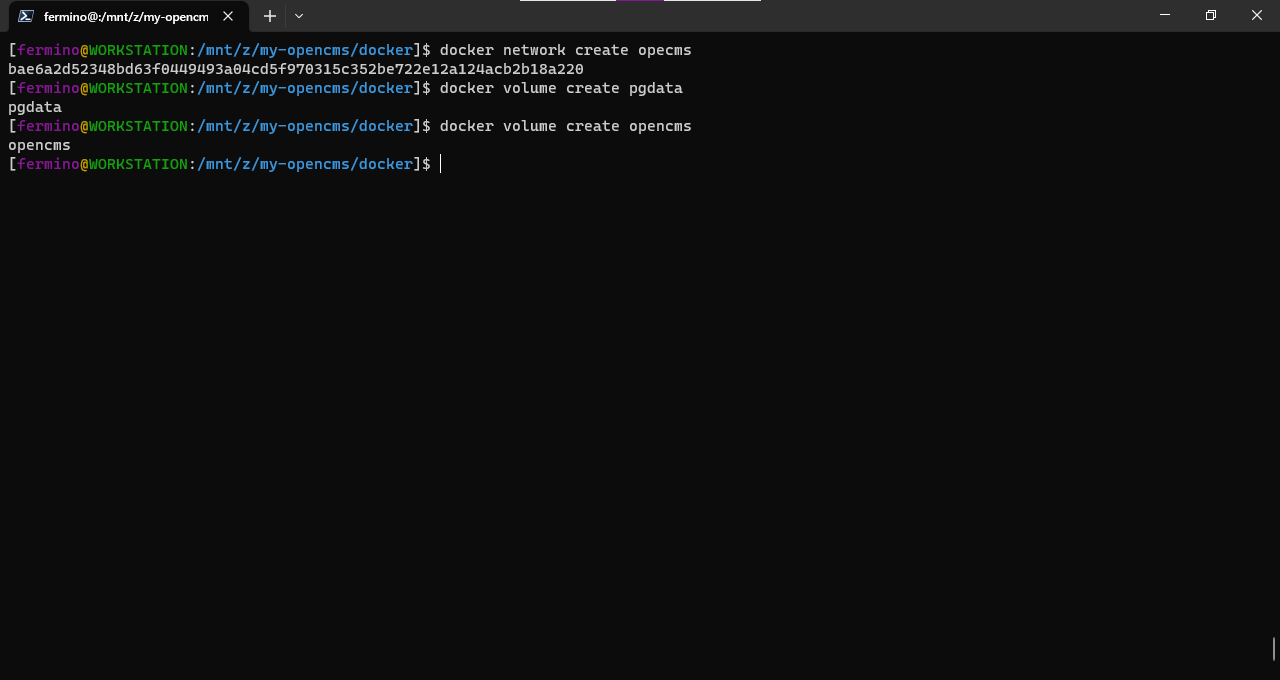 fermino@:/mnt/z/my-opencm
[fermino@WORKSTATION:/mnt/z/my-opencms/docker]$ docker network create opecms
bae6a2d52348bd63f0449493a04cd5f970315c352be722e12a124acb2b18a220
[fermino@WORKSTATION:/mnt/z/my-opencms/docker]$ docker volume create pgdata
pgdata
[fermino@WORKSTATION:/mnt/z/my-opencms/docker]$ docker volume create opencms
opencms
[fermino@WORKSTATION:/mnt/z/my-opencms/docker]$